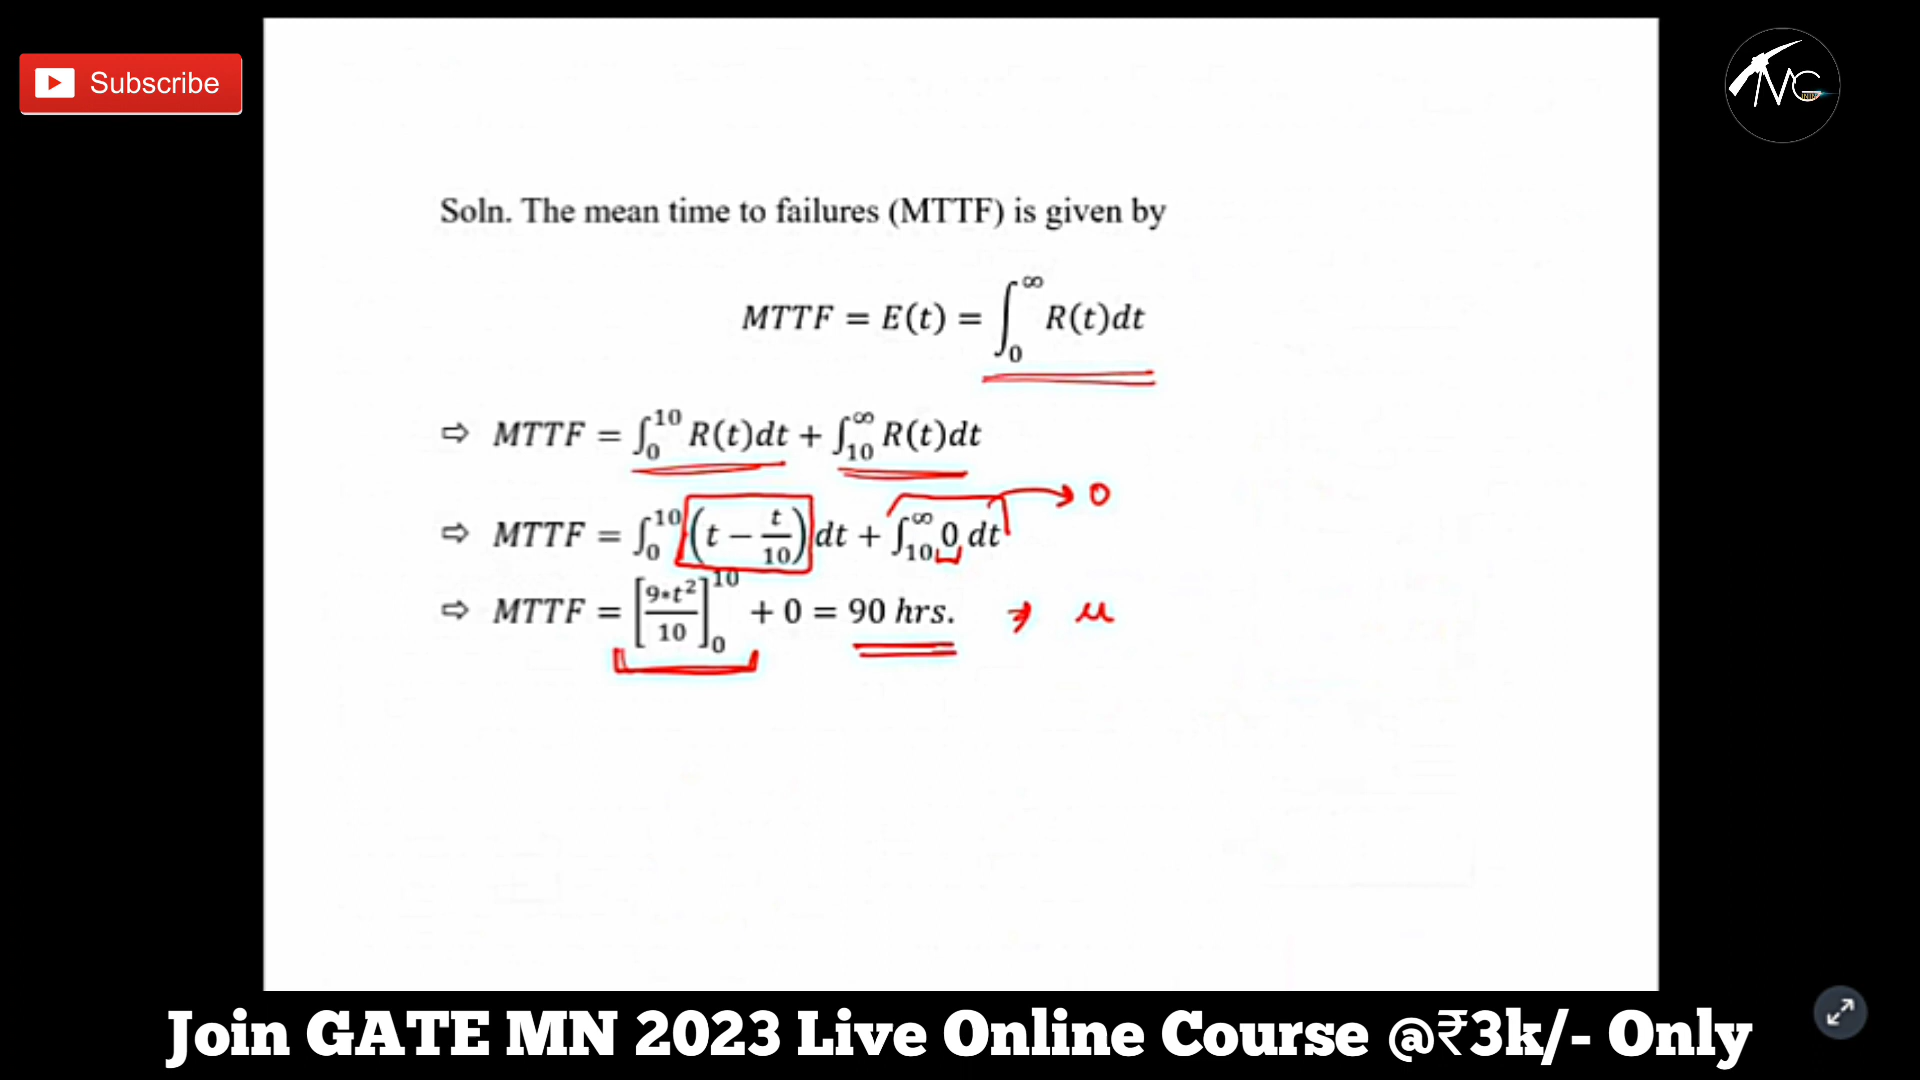 Subscribe
MG
Soln. The mean time to failures (MTTF) is given by
MTTF = E(t) = ∫₀^∞ R(t)dt
⇨ MTTF = ∫₀^10 R(t)dt + ∫₁₀^∞ R(t)dt
→ 0
⇨ MTTF = ∫₀^10 (t − t/10) dt + ∫₁₀^∞ 0 dt
⇨ MTTF = [9*t²/10]₀^10 + 0 = 90 hrs. ⇒ μ
Join GATE MN 2023 Live Online Course @₹3k/- Only